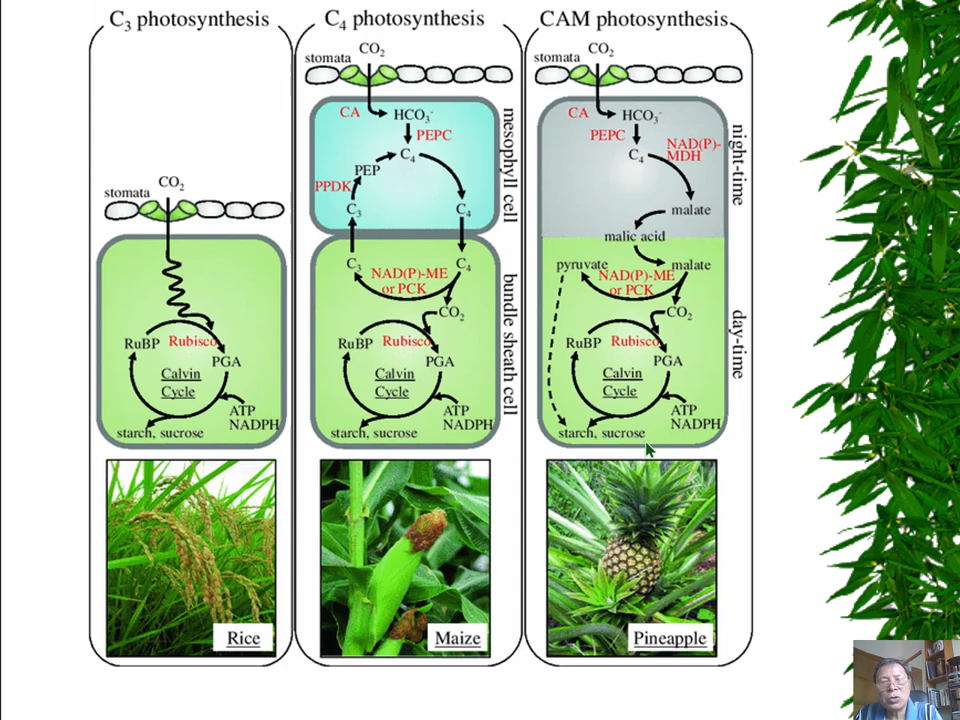 C₃ photosynthesis
stomata
CO₂
RuBP
Rubisco
PGA
Calvin
Cycle
ATP
NADPH
starch, sucrose
Rice
C₄ photosynthesis
CO₂
stomata
CA
HCO₃⁻
PEPC
C₄
PEP
PPDK
C₃
C₄
mesophyll cell
C₃
C₄
NAD(P)-ME
or PCK
CO₂
RuBP
Rubisco
PGA
Calvin
Cycle
ATP
NADPH
starch, sucrose
bundle sheath cell
Maize
CAM photosynthesis
CO₂
stomata
CA
HCO₃⁻
PEPC
C₄
NAD(P)-
MDH
malate
malic acid
night-time
pyruvate
malate
NAD(P)-ME
or PCK
CO₂
RuBP
Rubisco
PGA
Calvin
Cycle
ATP
NADPH
starch, sucrose
day-time
Pineapple